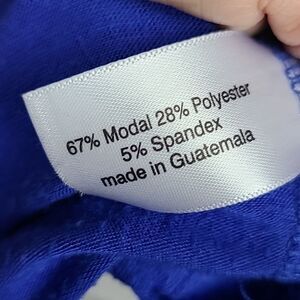 67% Modal 28% Polyester
5% Spandex
made in Guatemala